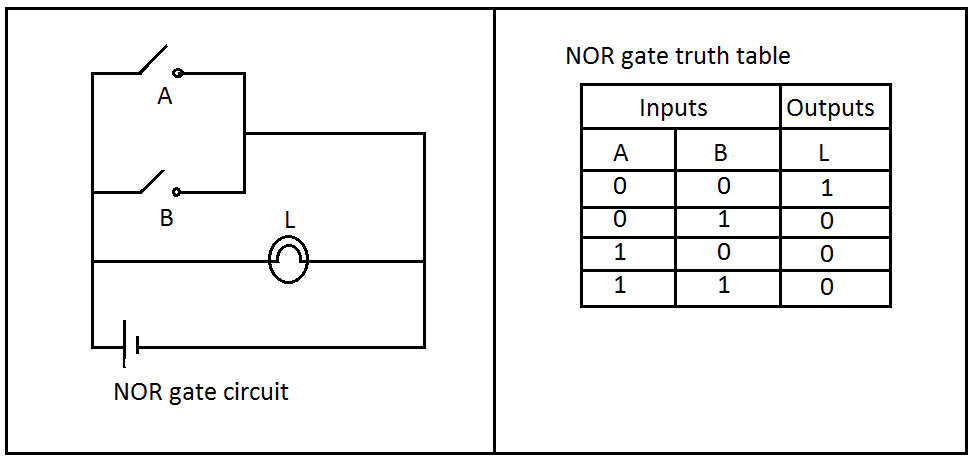 A
B
L
NOR gate circuit
NOR gate truth table
Inputs Outputs
A B L
0 0 1
0 1 0
1 0 0
1 1 0